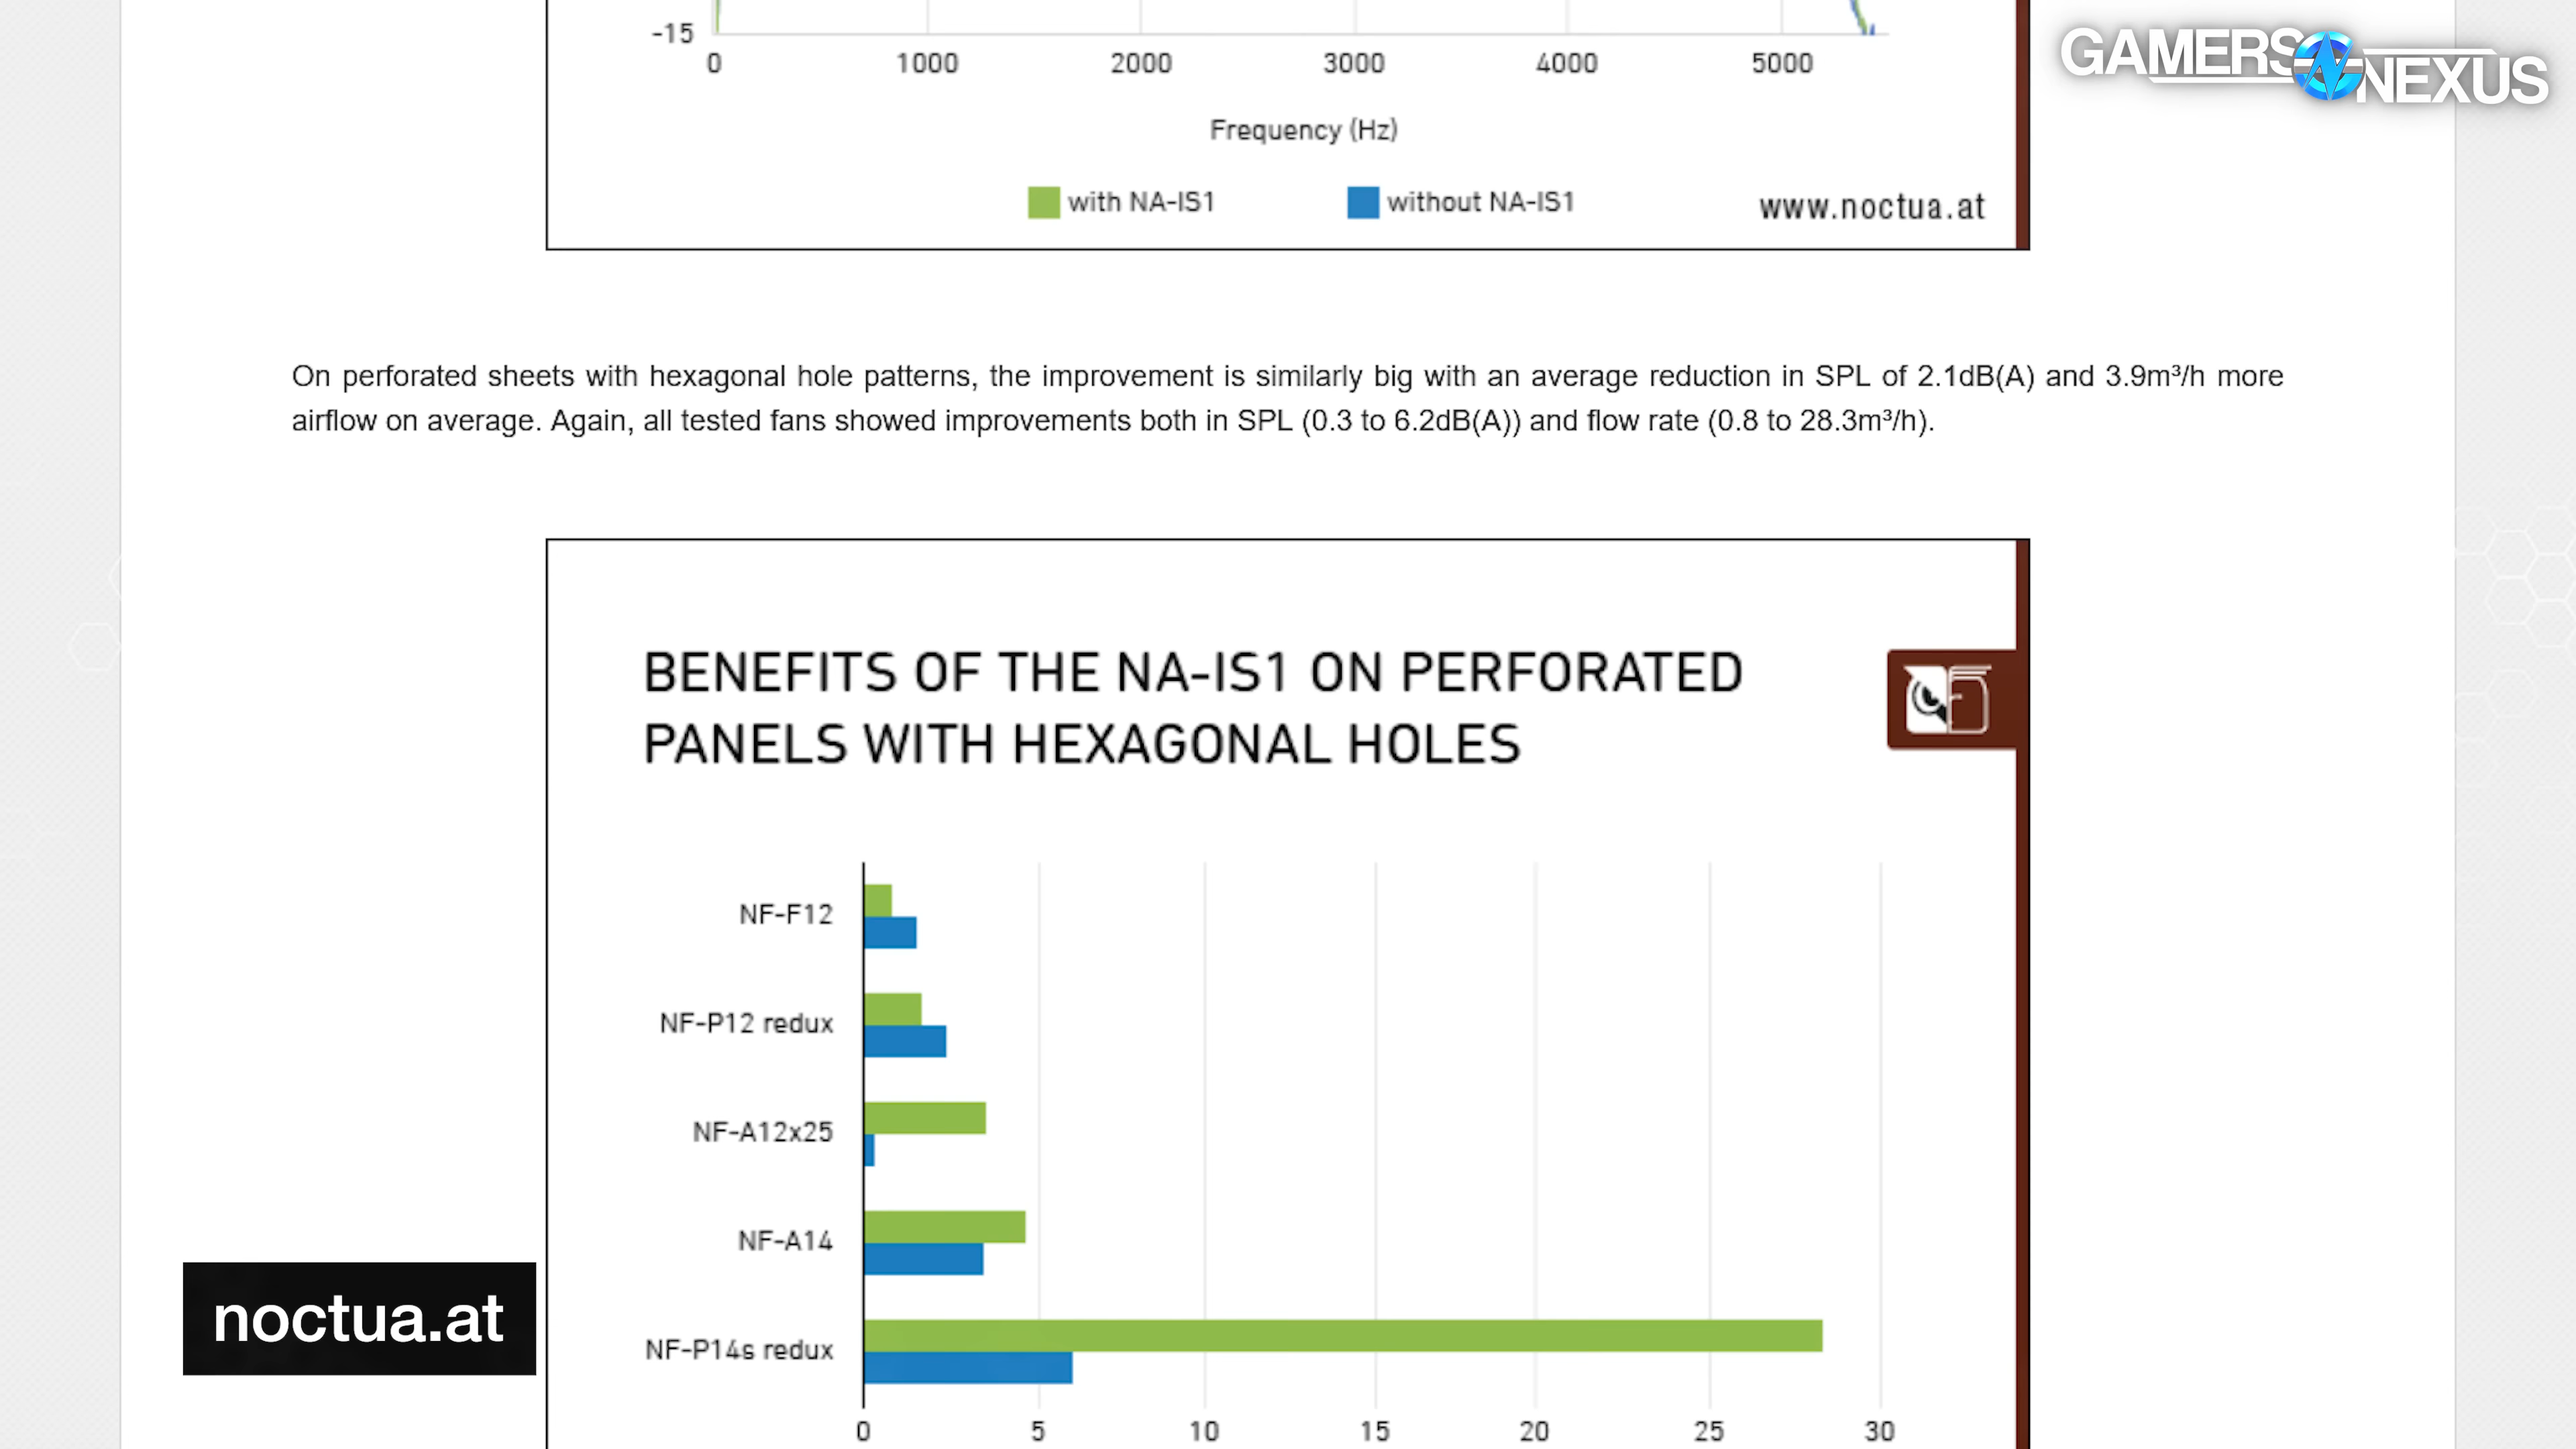 -15
0 1000 2000 3000 4000 5000
GAMERS NEXUS
Frequency (Hz)
with NA-IS1 without NA-IS1 www.noctua.at
On perforated sheets with hexagonal hole patterns, the improvement is similarly big with an average reduction in SPL of 2.1dB(A) and 3.9m³/h more
airflow on average. Again, all tested fans showed improvements both in SPL (0.3 to 6.2dB(A)) and flow rate (0.8 to 28.3m³/h).
BENEFITS OF THE NA-IS1 ON PERFORATED
PANELS WITH HEXAGONAL HOLES
NF-F12
NF-P12 redux
NF-A12x25
NF-A14
NF-P14s redux
0 5 10 15 20 25 30
noctua.at